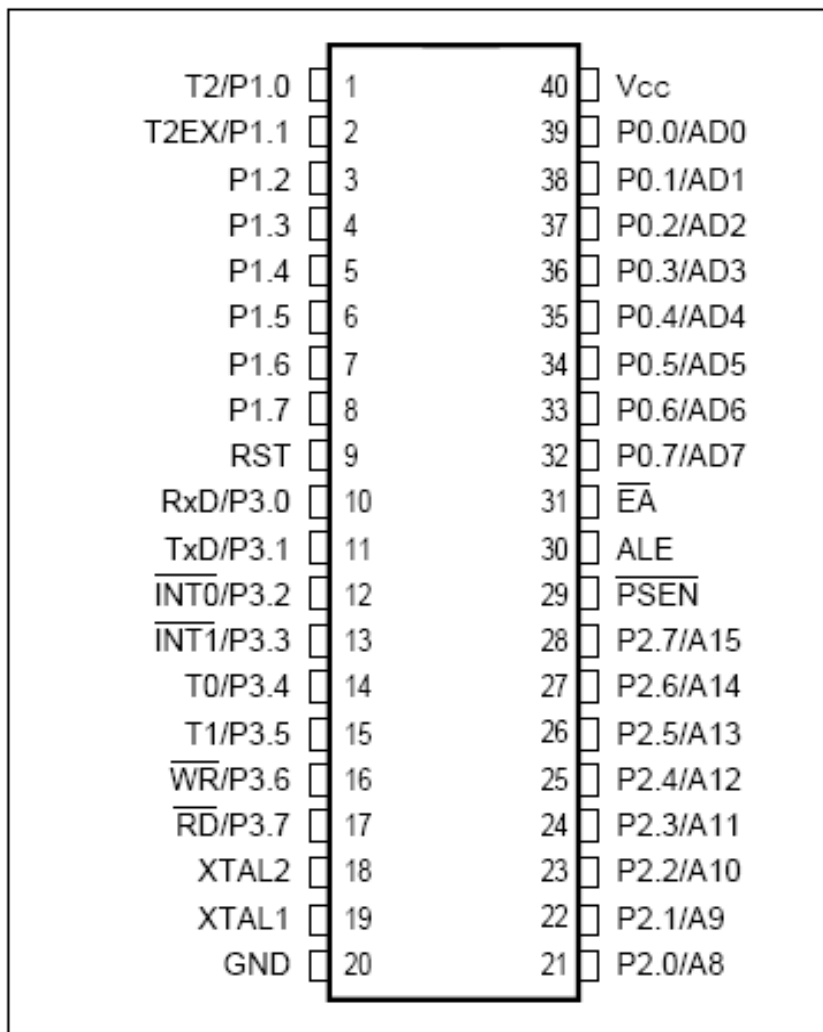 T2/P1.0 1 40 Vcc
T2EX/P1.1 2 39 P0.0/AD0
P1.2 3 38 P0.1/AD1
P1.3 4 37 P0.2/AD2
P1.4 5 36 P0.3/AD3
P1.5 6 35 P0.4/AD4
P1.6 7 34 P0.5/AD5
P1.7 8 33 P0.6/AD6
RST 9 32 P0.7/AD7
RxD/P3.0 10 31 E̅A̅
TxD/P3.1 11 30 ALE
I̅N̅T̅0̅/P3.2 12 29 P̅S̅E̅N̅
I̅N̅T̅1̅/P3.3 13 28 P2.7/A15
T0/P3.4 14 27 P2.6/A14
T1/P3.5 15 26 P2.5/A13
W̅R̅/P3.6 16 25 P2.4/A12
R̅D̅/P3.7 17 24 P2.3/A11
XTAL2 18 23 P2.2/A10
XTAL1 19 22 P2.1/A9
GND 20 21 P2.0/A8